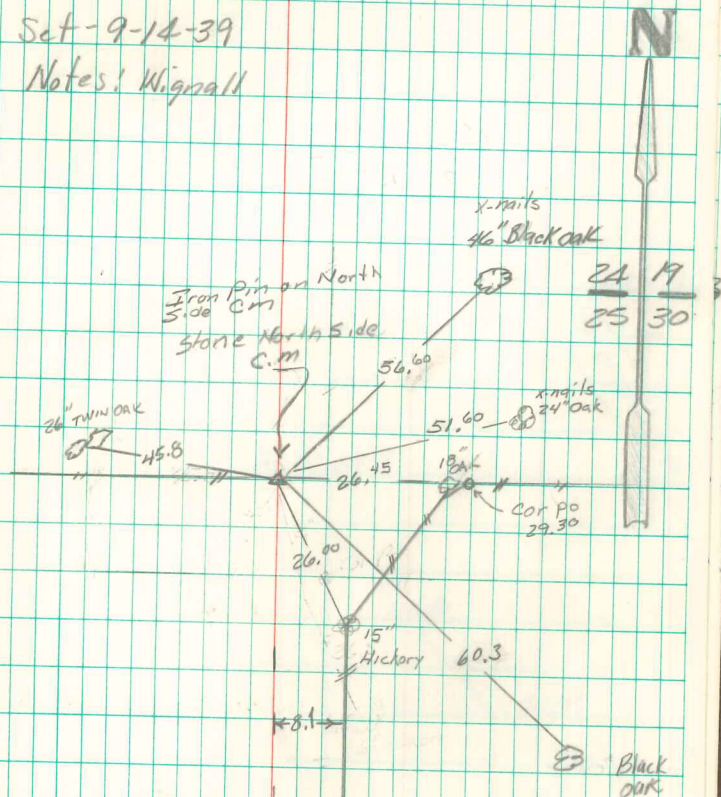 Set-9-14-39
N
Notes: Wignall
x-nails
46" Black oak
24 19
25 30
Iron Pin on North
Side CM
Stone North Side
C.M
56.60
x-nails
24" Oak
26" TWIN OAK
51.60
45.8
26.45
18"
OAK
Cor Po
29.30
26.00
15"
Hickory
60.3
8.1
Black
oak